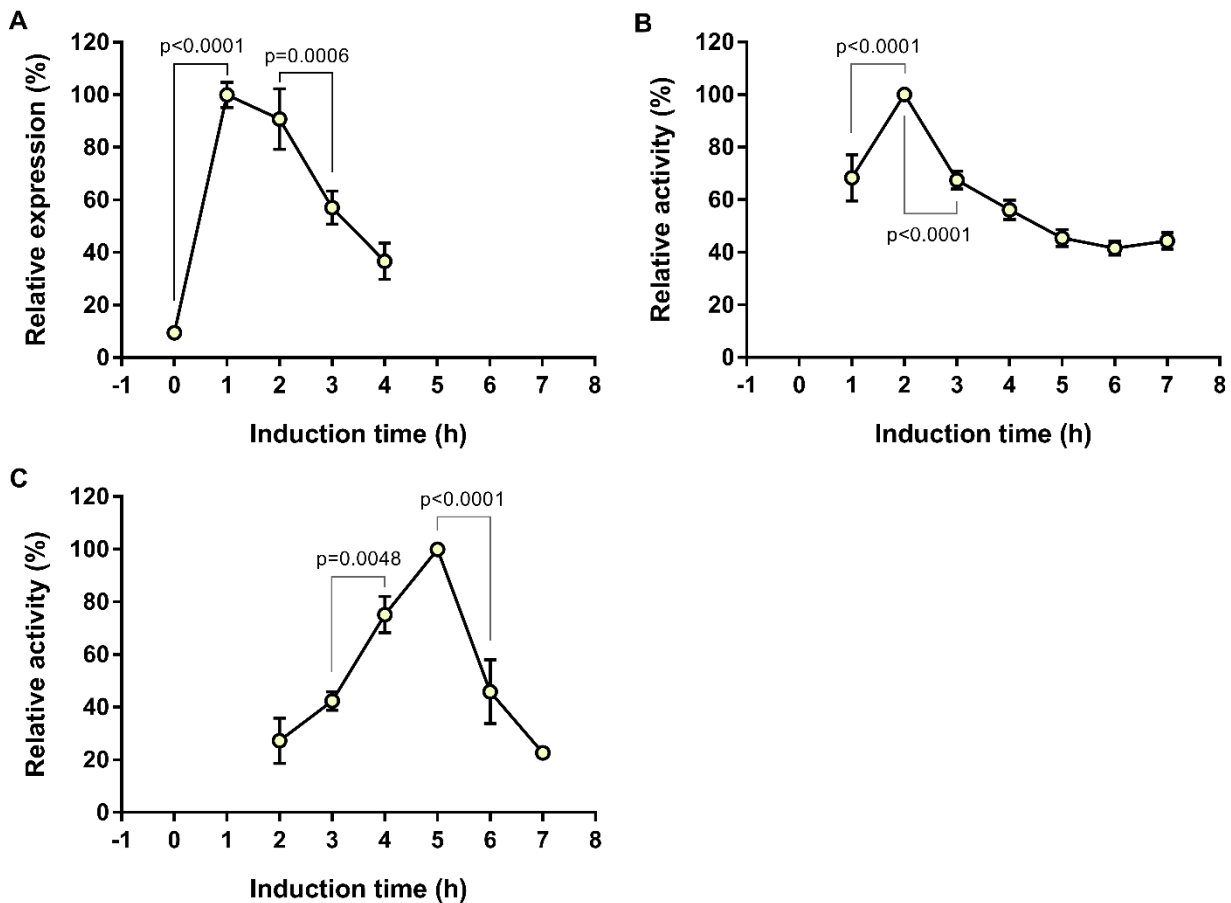 A
p<0.0001
p=0.0006
120
100
80
60
40
20
0
Relative expression (%)
-1 0 1 2 3 4 5 6 7 8
Induction time (h)
B
p<0.0001
p<0.0001
120
100
80
60
40
20
0
Relative activity (%)
-1 0 1 2 3 4 5 6 7 8
Induction time (h)
C
p<0.0001
p=0.0048
120
100
80
60
40
20
0
Relative activity (%)
-1 0 1 2 3 4 5 6 7 8
Induction time (h)